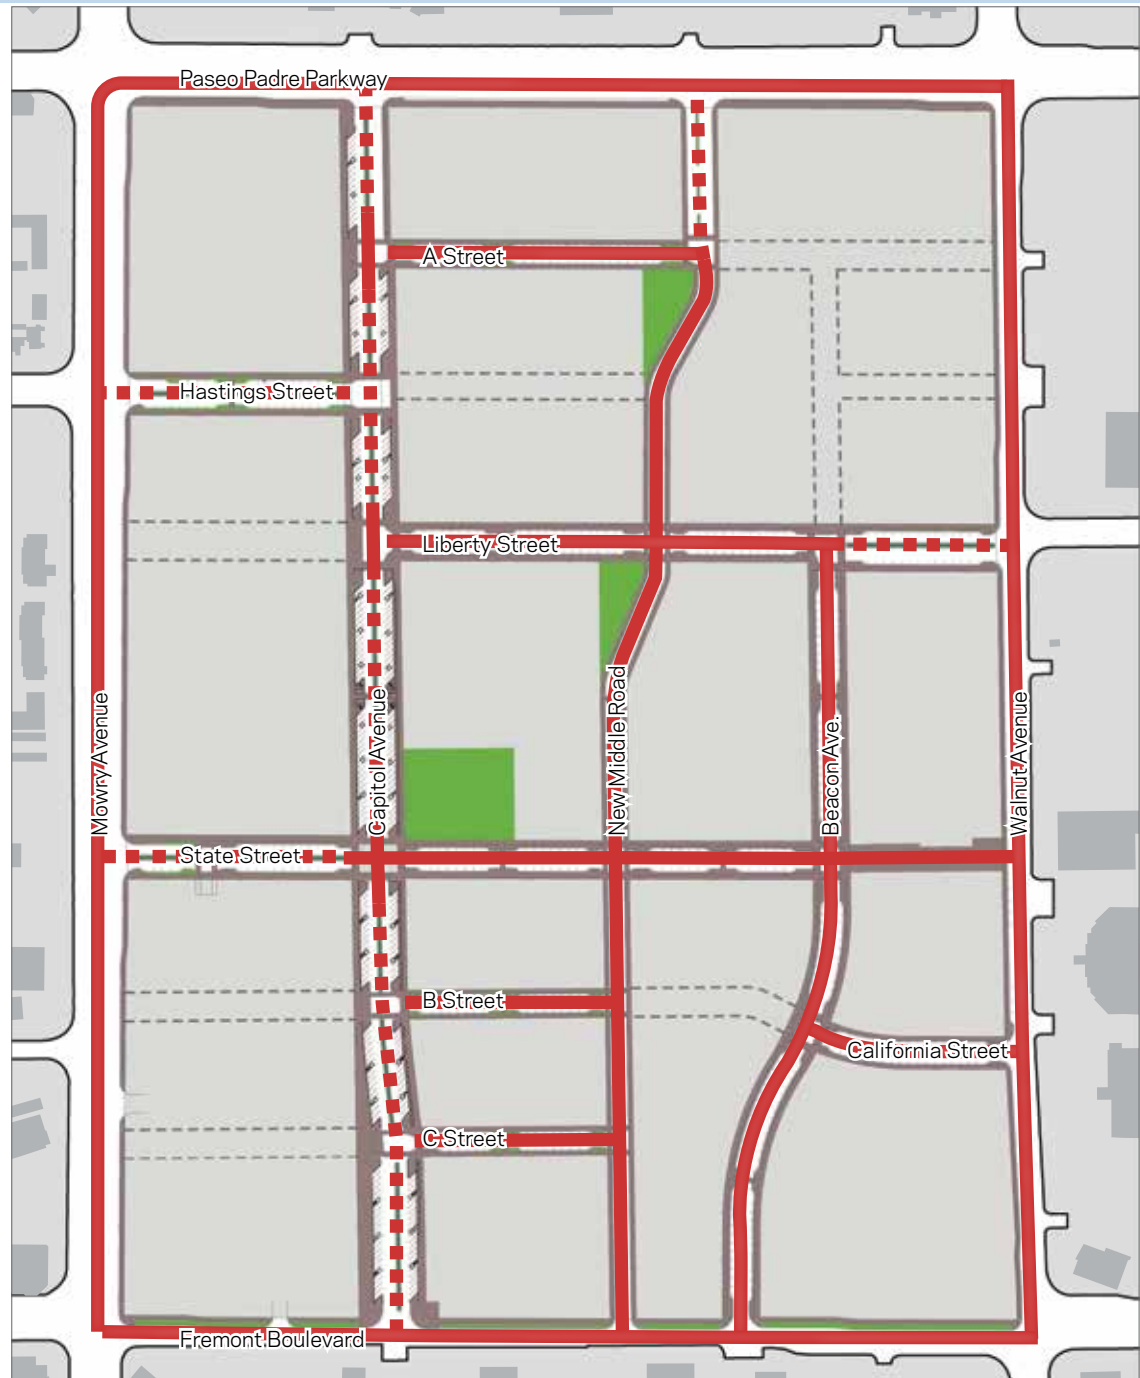 Paseo Padre Parkway
A Street
Hastings Street
Liberty Street
Mowry Avenue
Capitol Avenue
New Middle Road
Beacon Ave.
Walnut Avenue
State Street
B Street
California Street
C Street
Fremont Boulevard